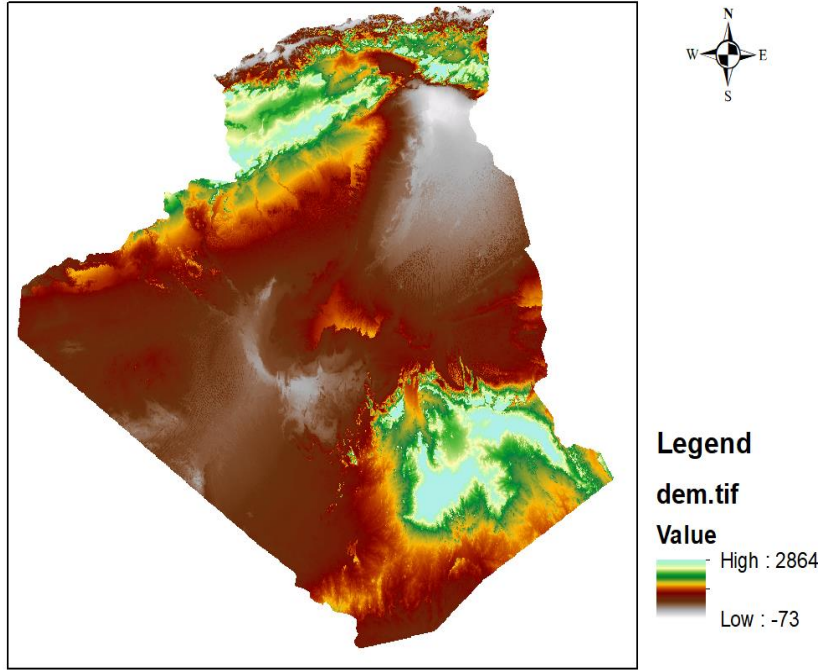 N
W E
S
Legend
dem.tif
Value
High : 2864
Low : -73